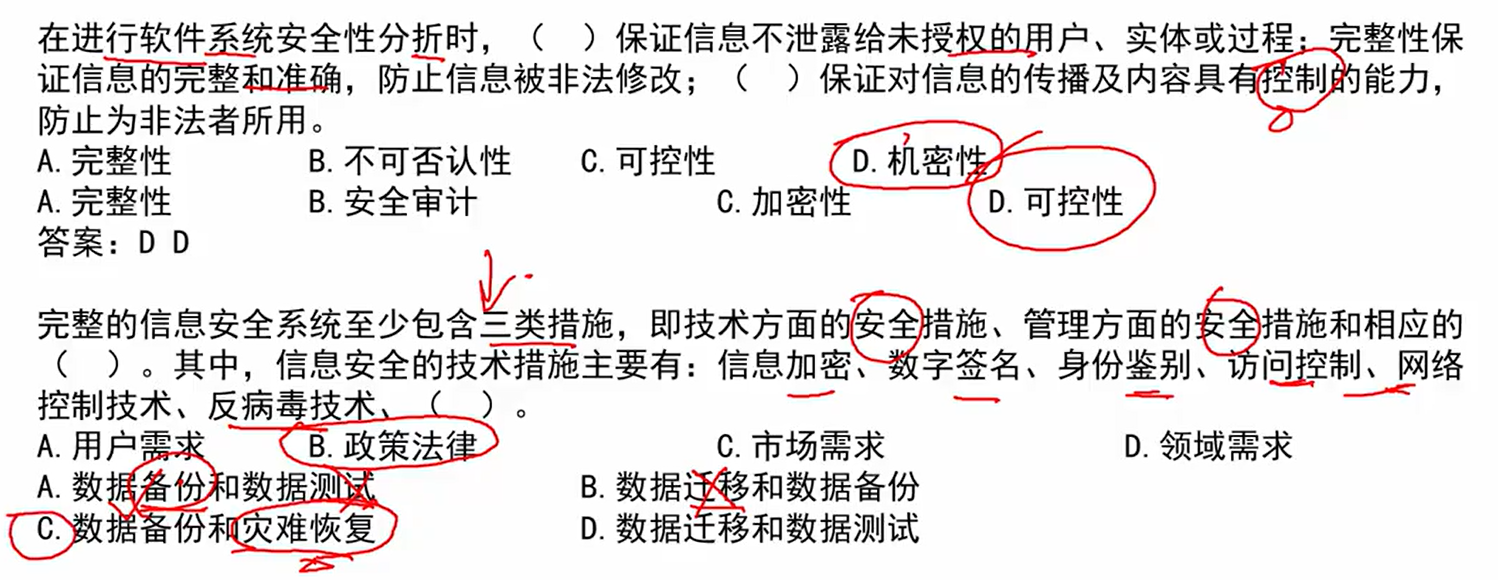 在进行软件系统安全性分折时，（ ）保证信息不泄露给未授权的用户、实体或过程；完整性保
证信息的完整和准确，防止信息被非法修改；（ ）保证对信息的传播及内容具有控制的能力，
防止为非法者所用。
A.完整性 B.不可否认性 C.可控性 D.机密性
A.完整性 B.安全审计 C.加密性 D.可控性
答案：D D
完整的信息安全系统至少包含三类措施，即技术方面的安全措施、管理方面的安全措施和相应的
（ ）。其中，信息安全的技术措施主要有：信息加密、数字签名、身份鉴别、访问控制、网络
控制技术、反病毒技术、（ ）。
A.用户需求 B.政策法律 C.市场需求 D.领域需求
A.数据备份和数据测试 B.数据迁移和数据备份
C.数据备份和灾难恢复 D.数据迁移和数据测试